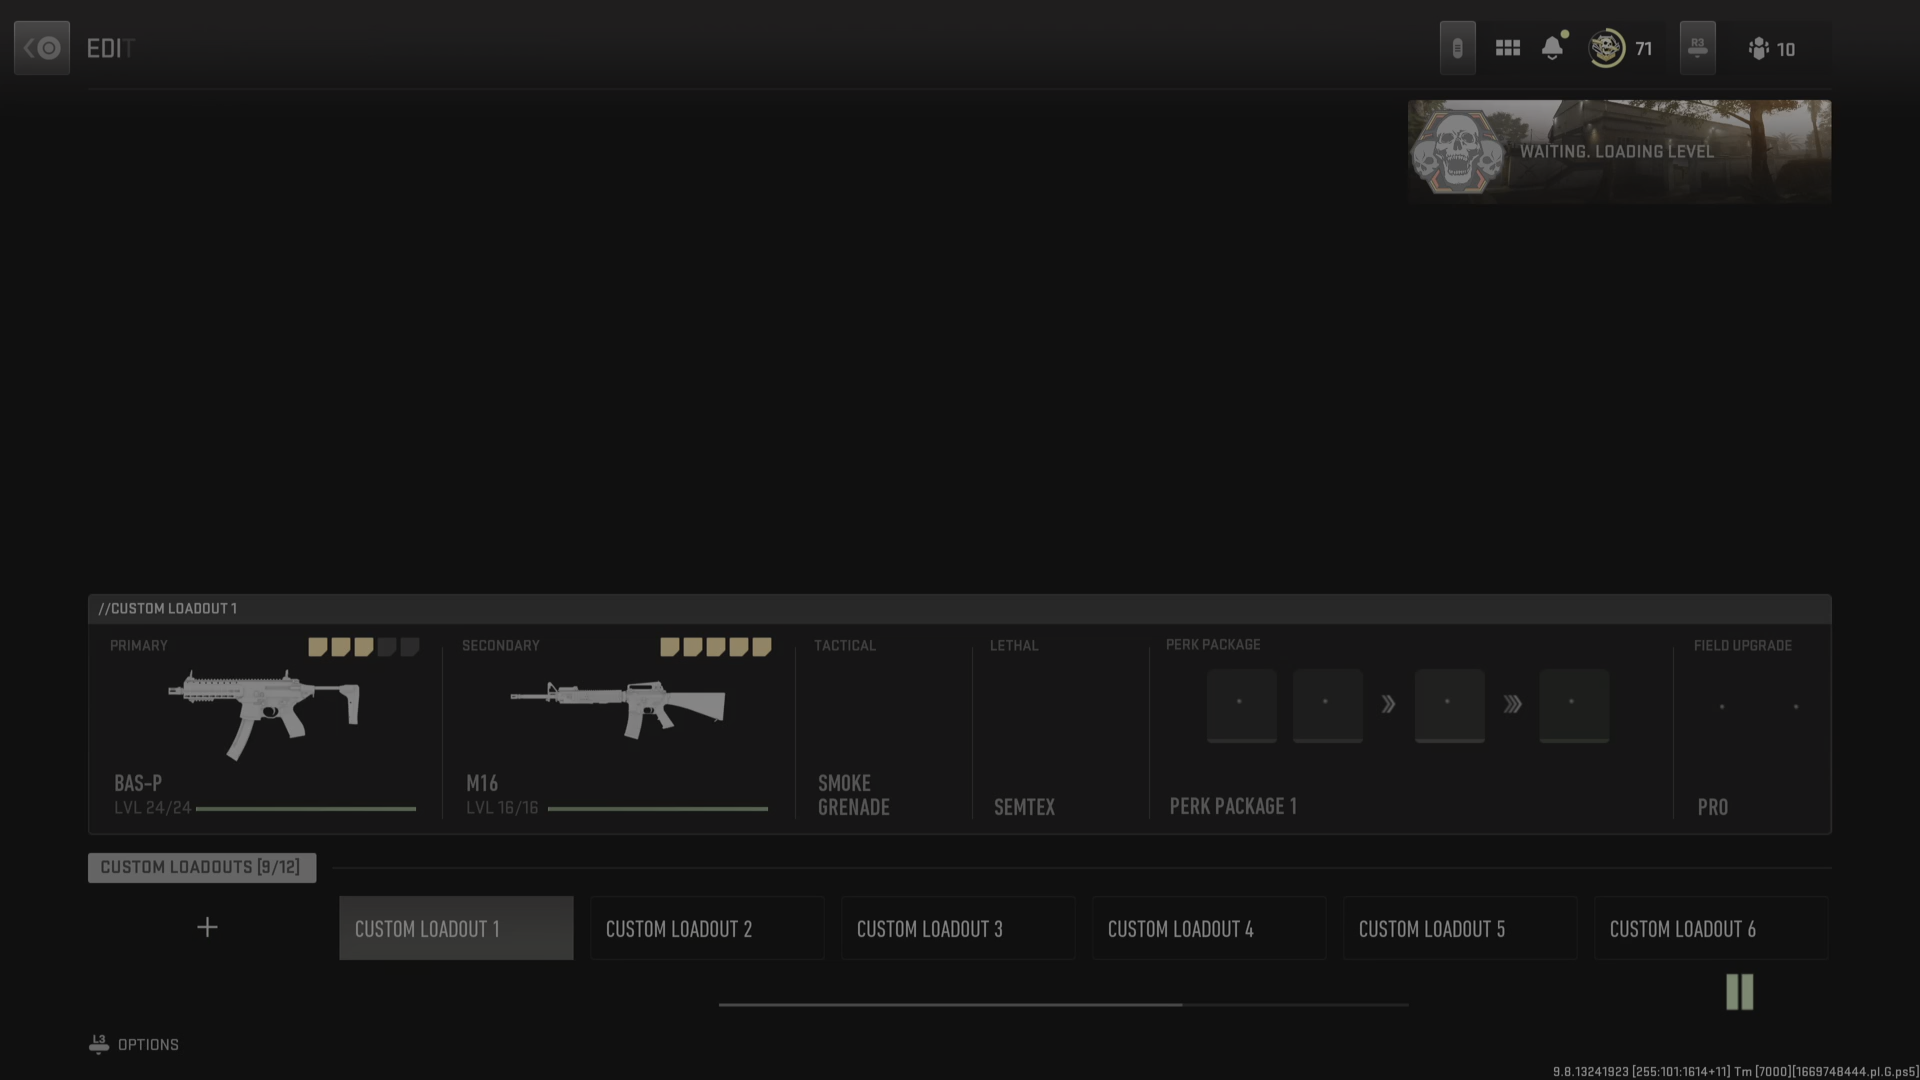 EDIT
71
R3
10
WAITING. LOADING LEVEL
//CUSTOM LOADOUT 1
PRIMARY
SECONDARY
TACTICAL
LETHAL
PERK PACKAGE
FIELD UPGRADE
BAS-P
LVL 24/24
M16
LVL 16/16
SMOKE
GRENADE
SEMTEX
PERK PACKAGE 1
PRO
CUSTOM LOADOUTS [9/12]
CUSTOM LOADOUT 1
CUSTOM LOADOUT 2
CUSTOM LOADOUT 3
CUSTOM LOADOUT 4
CUSTOM LOADOUT 5
CUSTOM LOADOUT 6
L3
OPTIONS
9.8.13241923 [255:101:1614+11] Tm [7000][1669748444.pl.G.ps5]